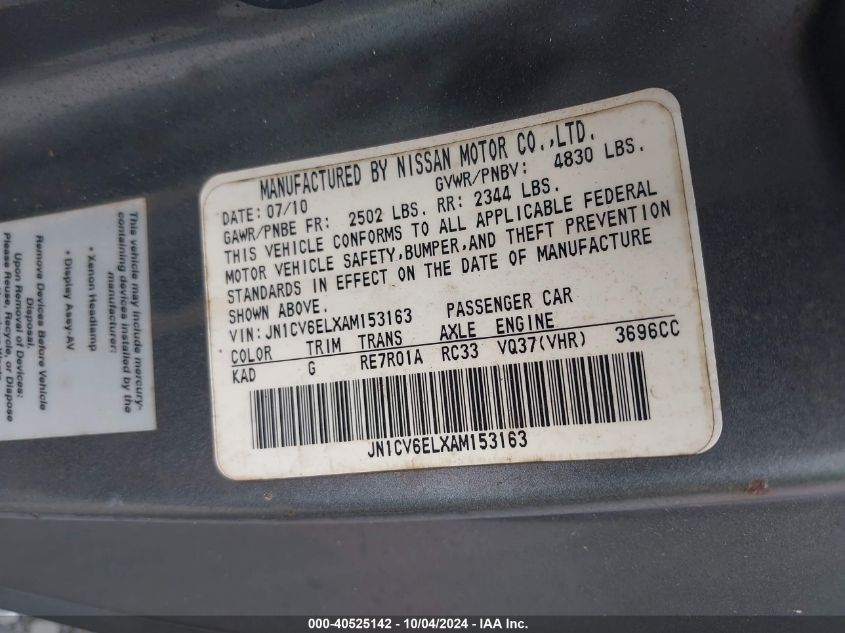 MANUFACTURED BY NISSAN MOTOR CO.,LTD.
DATE: 07/10 GVWR/PNBV: 4830 LBS.
GAWR/PNBE FR: 2502 LBS. RR: 2344 LBS.
THIS VEHICLE CONFORMS TO ALL APPLICABLE FEDERAL
MOTOR VEHICLE SAFETY,BUMPER,AND THEFT PREVENTION
STANDARDS IN EFFECT ON THE DATE OF MANUFACTURE
SHOWN ABOVE.
VIN: JN1CV6ELXAM153163 PASSENGER CAR
COLOR TRIM TRANS AXLE ENGINE
KAD G RE7R01A RC33 VQ37(VHR) 3696CC
JN1CV6ELXAM153163
This vehicle may include mercury-
containing devices installed by the
manufacturer:
• Xenon Headlamp
• Display Assy-AV
Remove Devices Before Vehicle
Disposal.
Upon Removal of Devices:
Please Reuse, Recycle, or Dispose
000-40525142 - 10/04/2024 - IAA Inc.